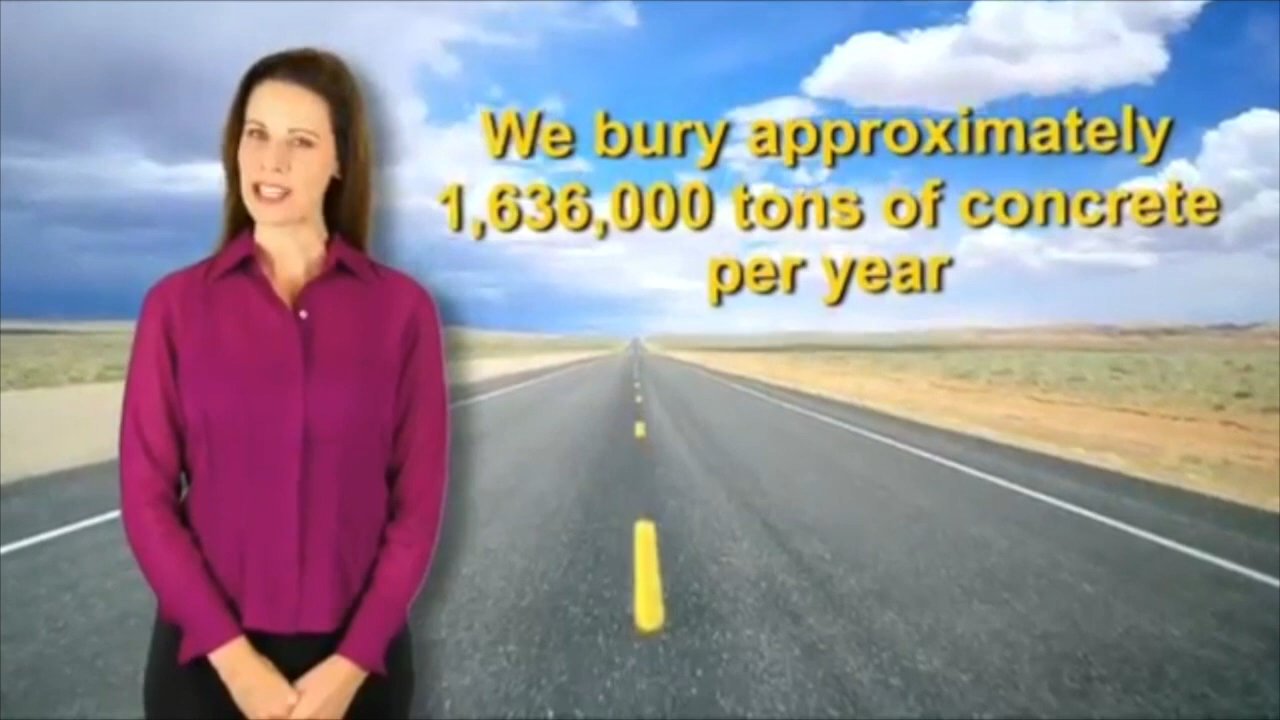 We bury approximately
1,636,000 tons of concrete
per year